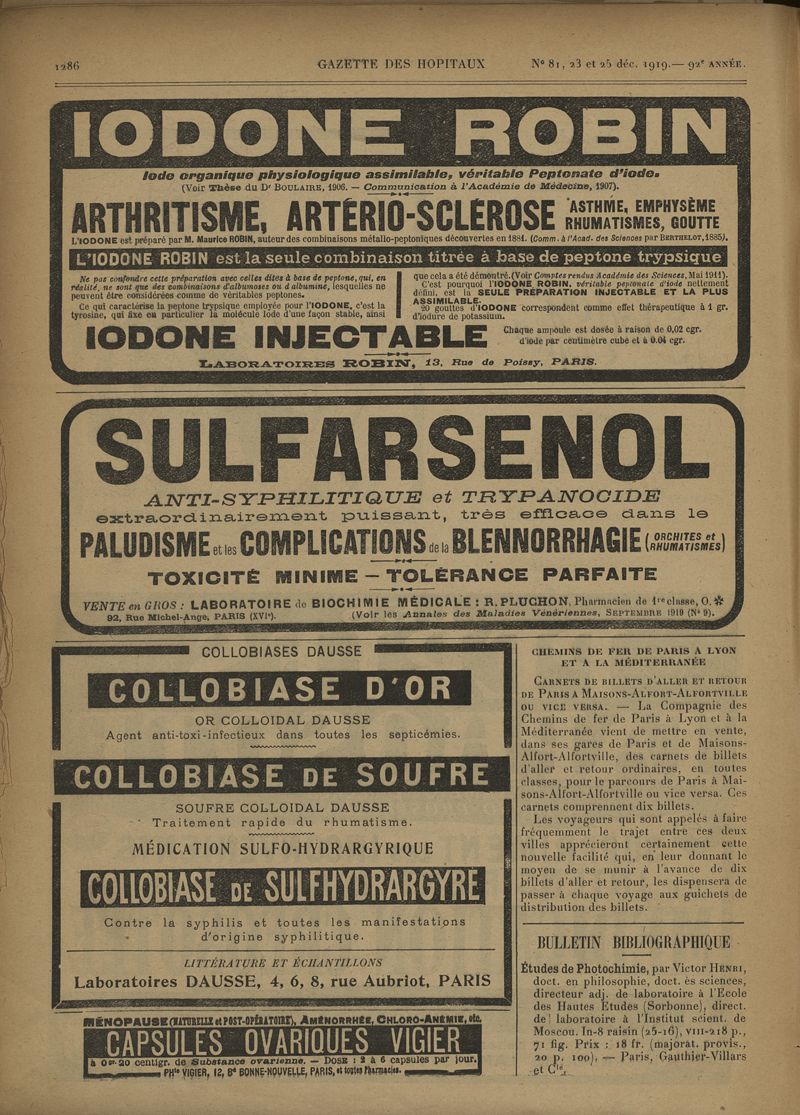 1286
GAZETTE DES HOPITAUX
N° 81, 23 et 25 déc. 1919. — 92e ANNÉE.
IODONE ROBIN
Iode organique physiologique assimilable, véritable Peptonate d'iode.
(Voir Thèse du Dr BOULAIRE, 1906. — Communication à l'Académie de Médecine, 1907).
ARTHRITISME, ARTÉRIO-SCLÉROSE
ASTHME, EMPHYSÈME
RHUMATISMES, GOUTTE
L'IODONE est préparé par M. Maurice ROBIN, auteur des combinaisons métallo-peptoniques découvertes en 1881. (Comm. à l'Acad. des Sciences par BERTHELOT, 1885).
L'IODONE ROBIN est la seule combinaison titrée à base de peptone trypsique
Ne pas confondre cette préparation avec celles dites à base de peptone, qui, en
réalité, ne sont que des combinaisons d'albumoses ou d'albumine, lesquelles ne
peuvent être considérées comme de véritables peptones.
Ce qui caractérise la peptone trypsique employée pour l'IODONE, c'est la
tyrosine, qui fixe en particulier la molécule Iode d'une façon stable, ainsi
que cela a été démontré. (Voir Comptes rendus Académie des Sciences, Mai 1911).
C'est pourquoi l'IODONE ROBIN, véritable peptonate d'iode nettement
défini, est la SEULE PRÉPARATION INJECTABLE ET LA PLUS
ASSIMILABLE.
20 gouttes d'IODONE correspondent comme effet thérapeutique à 1 gr.
d'iodure de potassium.
IODONE INJECTABLE
Chaque ampoule est dosée à raison de 0,02 cgr.
d'iode par centimètre cube et à 0.04 cgr.
LABORATOIRES ROBIN, 13, Rue de Poissy, PARIS.
SULFARSENOL
ANTI-SYPHILITIQUE et TRYPANOCIDE
extraordinairement puissant, très efficace dans le
PALUDISME et les COMPLICATIONS de la BLENNORRHAGIE (ORCHITES et
RHUMATISMES)
TOXICITÉ MINIME — TOLÉRANCE PARFAITE
VENTE en GROS : LABORATOIRE de BIOCHIMIE MÉDICALE : R. PLUCHON, Pharmacien de 1re classe, O. ✻
92, Rue Michel-Ange, PARIS (XVIe). (Voir les Annales des Maladies Vénériennes, SEPTEMBRE 1919 (N° 9).
COLLOBIASES DAUSSE
COLLOBIASE D'OR
OR COLLOIDAL DAUSSE
Agent anti-toxi-infectieux dans toutes les septicémies.
COLLOBIASE DE SOUFRE
SOUFRE COLLOIDAL DAUSSE
Traitement rapide du rhumatisme.
MÉDICATION SULFO-HYDRARGYRIQUE
COLLOBIASE DE SULFHYDRARGYRE
Contre la syphilis et toutes les manifestations
d'origine syphilitique.
LITTÉRATURE ET ÉCHANTILLONS
Laboratoires DAUSSE, 4, 6, 8, rue Aubriot, PARIS
MÉNOPAUSE (NATURELLE et POST-OPÉRATOIRE), AMÉNORRHÉE, CHLORO-ANÉMIE, etc.
CAPSULES OVARIQUES VIGIER
à 0gr 20 centigr. de Substance ovarienne. — DOSE : 2 à 6 capsules par jour.
PHie VIGIER, 12, Bd BONNE-NOUVELLE, PARIS, et toutes Pharmacies.
CHEMINS DE FER DE PARIS A LYON
ET A LA MÉDITERRANÉE
CARNETS DE BILLETS D'ALLER ET RETOUR
DE PARIS A MAISONS-ALFORT-ALFORTVILLE
OU VICE VERSA. — La Compagnie des
Chemins de fer de Paris à Lyon et à la
Méditerranée vient de mettre en vente,
dans ses gares de Paris et de Maisons-
Alfort-Alfortville, des carnets de billets
d'aller et retour ordinaires, en toutes
classes, pour le parcours de Paris à Mai-
sons-Alfort-Alfortville ou vice versa. Ces
carnets comprennent dix billets.
Les voyageurs qui sont appelés à faire
fréquemment le trajet entre ces deux
villes apprécieront certainement cette
nouvelle facilité qui, en leur donnant le
moyen de se munir à l'avance de dix
billets d'aller et retour, les dispensera de
passer à chaque voyage aux guichets de
distribution des billets.
BULLETIN BIBLIOGRAPHIQUE
Études de Photochimie, par Victor HENRI,
doct. en philosophie, doct. ès sciences,
directeur adj. de laboratoire à l'École
des Hautes Études (Sorbonne), direct.
de laboratoire à l'Institut scient. de
Moscou. In-8 raisin (25-16), VIII-218 p.,
71 fig. Prix : 18 fr. (majorat. provis.,
20 p. 100). — Paris, Gauthier-Villars
et Cie.